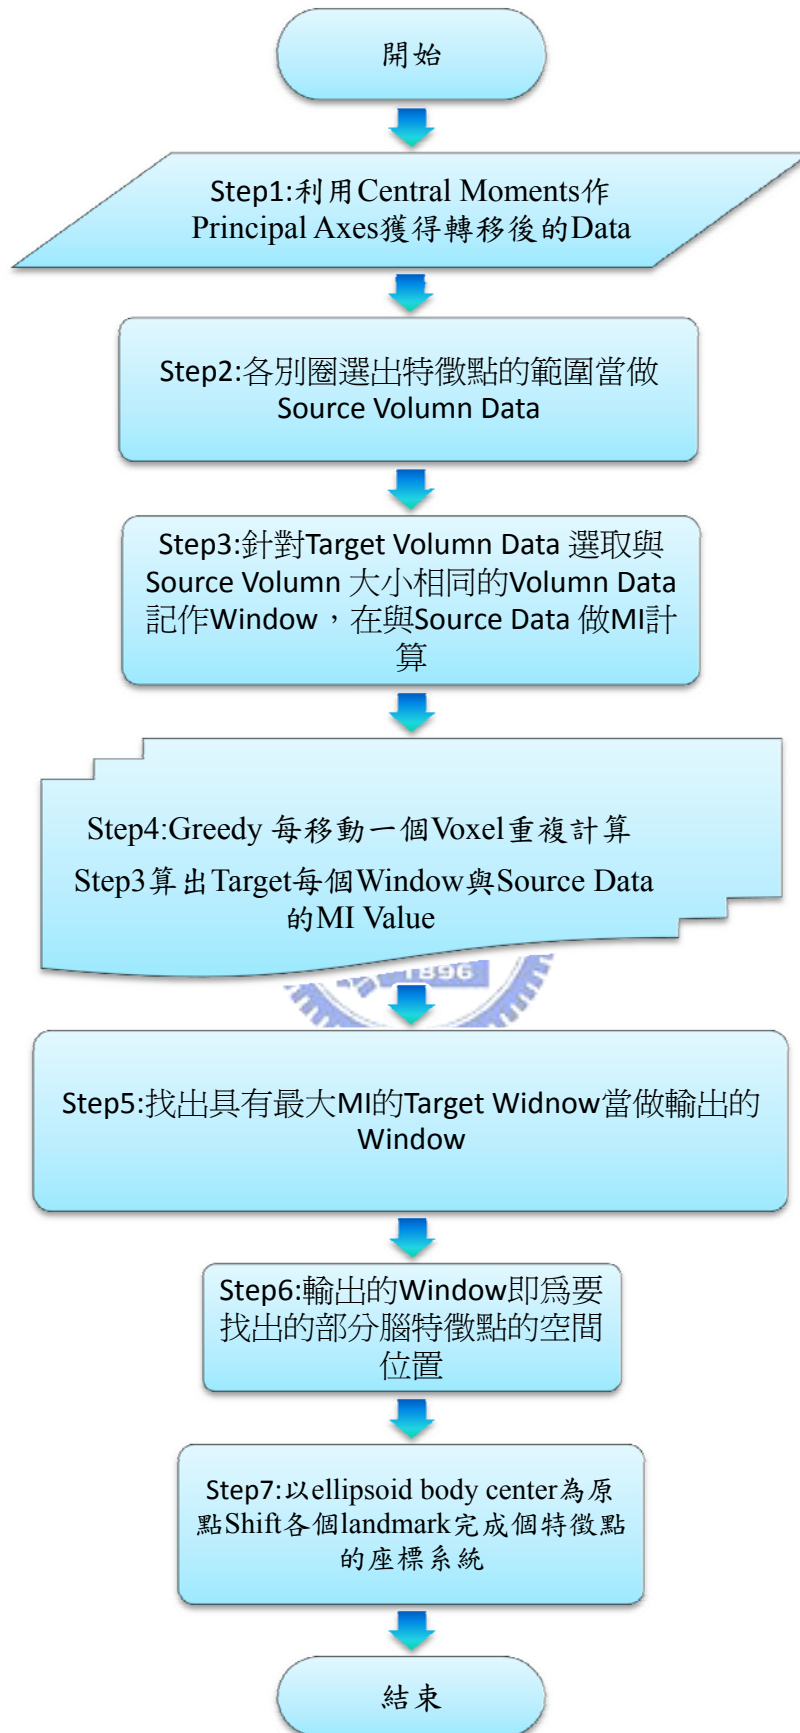 開始
Step1:利用Central Moments作
Principal Axes獲得轉移後的Data
Step2:各別圈選出特徵點的範圍當做
Source Volumn Data
Step3:針對Target Volumn Data 選取與
Source Volumn 大小相同的Volumn Data
記作Window，在與Source Data 做MI計
算
Step4:Greedy 每移動一個Voxel重複計算
Step3算出Target每個Window與Source Data
的MI Value
1896
Step5:找出具有最大MI的Target Widnow當做輸出的
Window
Step6:輸出的Window即為要
找出的部分腦特徵點的空間
位置
Step7:以ellipsoid body center為原
點Shift各個landmark完成個特徵點
的座標系統
結束